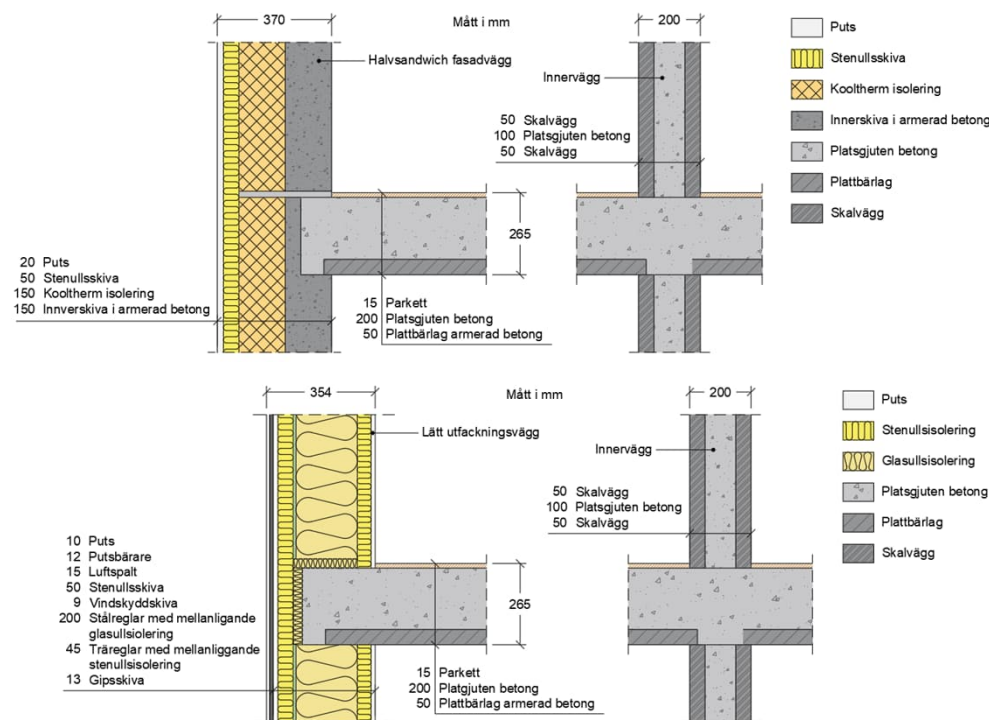 370
Mått i mm
200
Halvsandwich fasadvägg
Innervägg
50 Skalvägg
100 Platsgjuten betong
50 Skalvägg
265
20 Puts
50 Stenullsskiva
150 Kooltherm isolering
150 Innverskiva i armerad betong
15 Parkett
200 Platsgjuten betong
50 Plattbärlag armerad betong
Puts
Stenullsskiva
Kooltherm isolering
Innerskiva i armerad betong
Platsgjuten betong
Plattbärlag
Skalvägg
354
Mått i mm
200
Lätt utfackningsvägg
Innervägg
50 Skalvägg
100 Platsgjuten betong
50 Skalvägg
265
10 Puts
12 Putsbärare
15 Luftspalt
50 Stenullsskiva
9 Vindskyddskiva
200 Stålreglar med mellanligande
glasullsiolering
45 Träreglar med mellanliggande
stenullsisolering
13 Gipsskiva
15 Parkett
200 Platgjuten betong
50 Plattbärlag armerad betong
Puts
Stenullsisolering
Glasullsisolering
Platsgjuten betong
Plattbärlag
Skalvägg